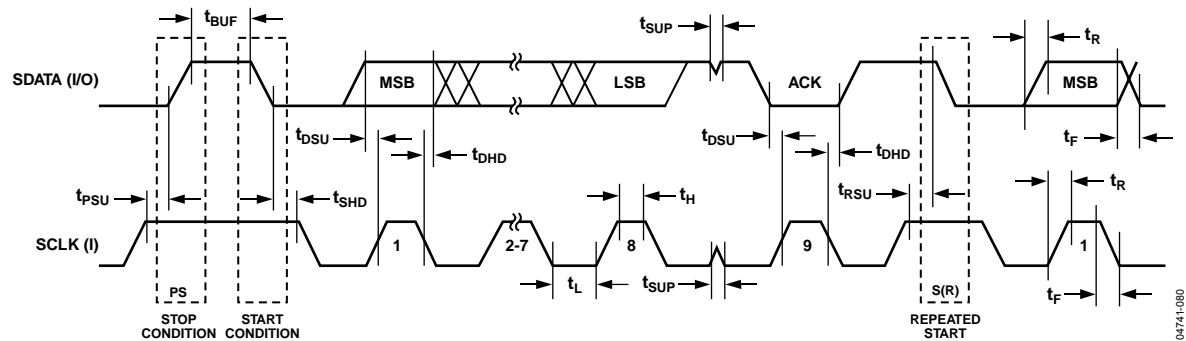 tBUF
tSUP
tR
SDATA (I/O)
MSB
LSB
ACK
MSB
tDSU
tDHD
tDSU
tDHD
tF
tPSU
tSHD
tH
tRSU
tR
SCLK (I)
1
2-7
8
9
1
PS
tL
tSUP
S(R)
tF
STOP
CONDITION
START
CONDITION
REPEATED
START
04741-080